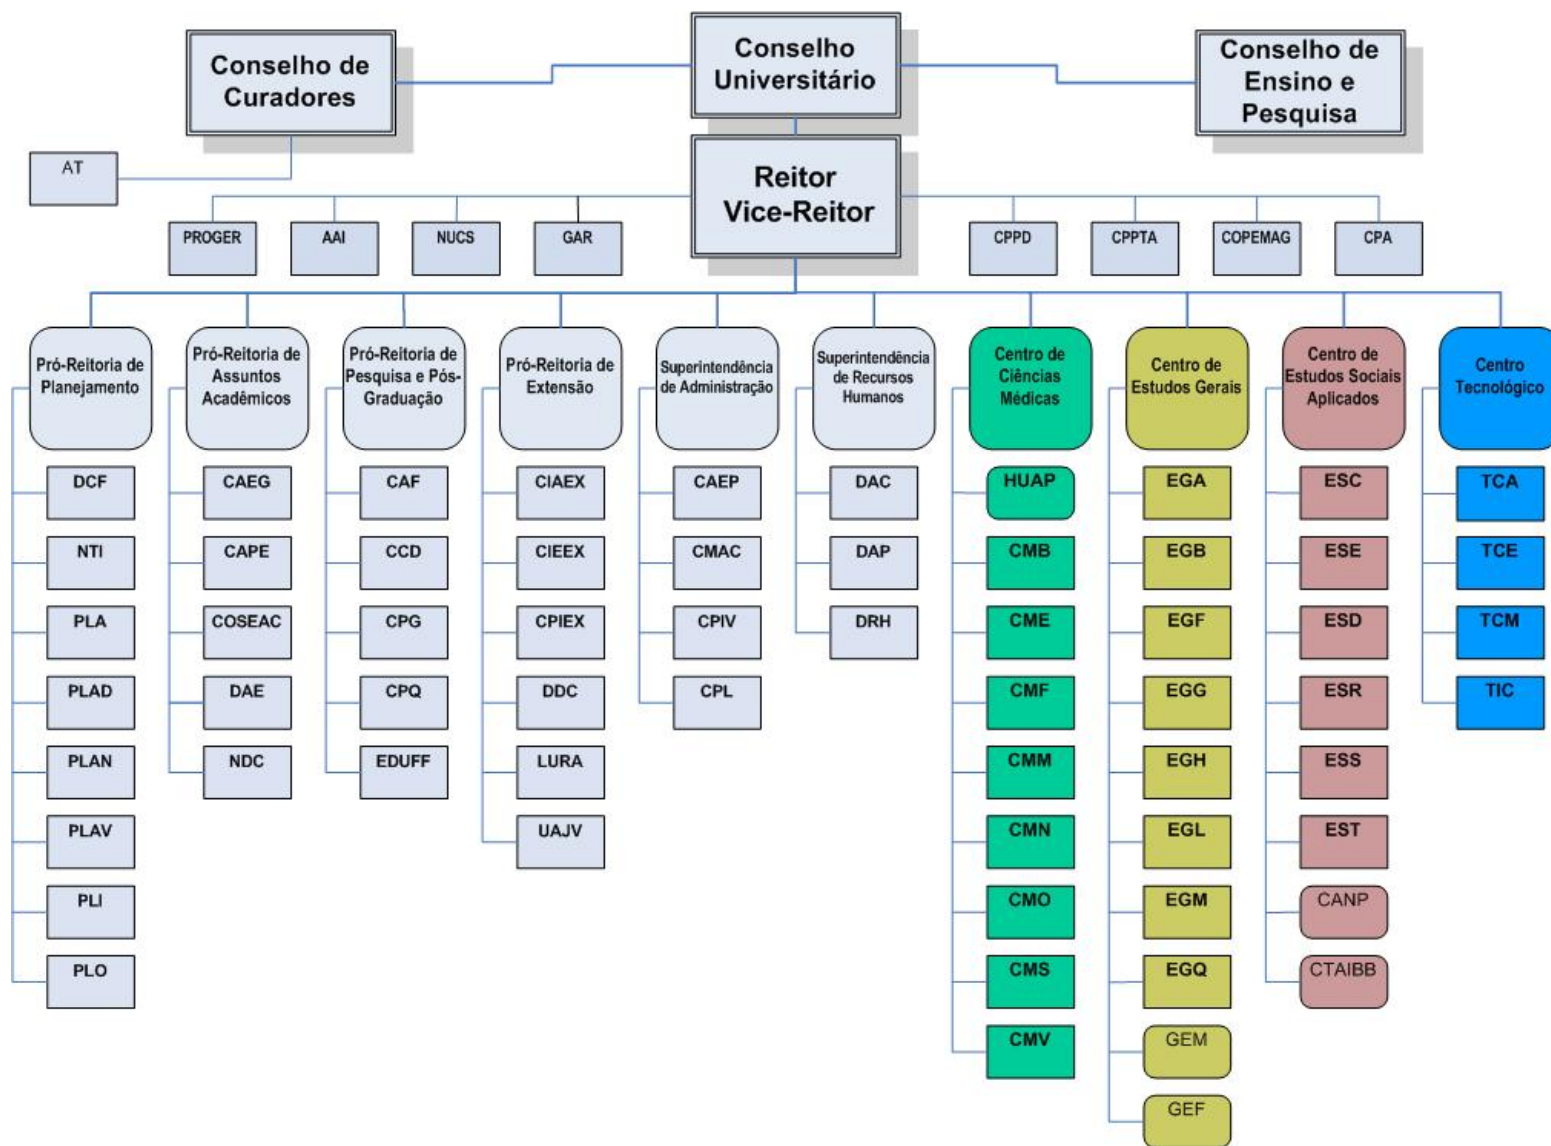 Conselho de
Curadores
Conselho
Universitário
Conselho de
Ensino e
Pesquisa
AT
Reitor
Vice-Reitor
PROGER
AAI
NUCS
GAR
CPPD
CPPTA
COPEMAG
CPA
Pró-Reitoria de
Planejamento
Pró-Reitoria de
Assuntos
Acadêmicos
Pró-Reitoria de
Pesquisa e Pós-
Graduação
Pró-Reitoria de
Extensão
Superintendência
de Administração
Superintendência
de Recursos
Humanos
Centro de
Ciências
Médicas
Centro de
Estudos Gerais
Centro de
Estudos Sociais
Aplicados
Centro
Tecnológico
DCF
NTI
PLA
PLAD
PLAN
PLAV
PLI
PLO
CAEG
CAPE
COSEAC
DAE
NDC
CAF
CCD
CPG
CPQ
EDUFF
CIAEX
CIEEX
CPIEX
DDC
LURA
UAJV
CAEP
CMAC
CPIV
CPL
DAC
DAP
DRH
HUAP
CMB
CME
CMF
CMM
CMN
CMO
CMS
CMV
EGA
EGB
EGF
EGG
EGH
EGL
EGM
EGQ
GEM
GEF
ESC
ESE
ESD
ESR
ESS
EST
CANP
CTAIBB
TCA
TCE
TCM
TIC